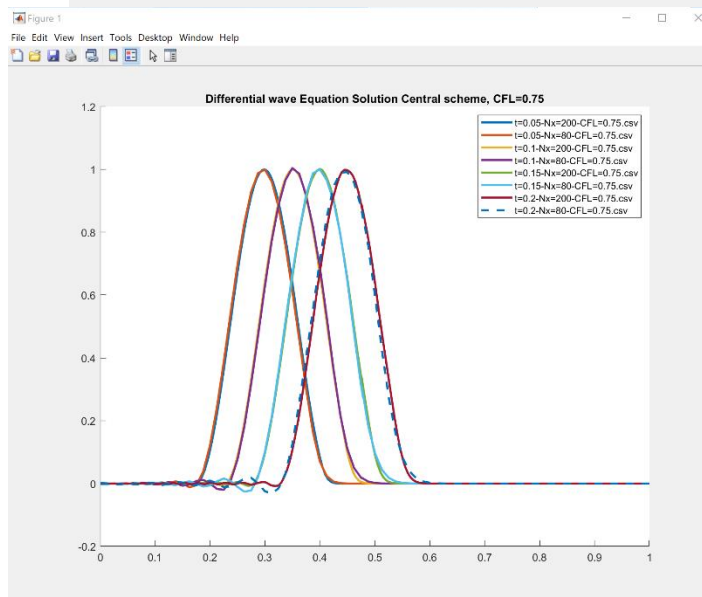 Figure 1
File Edit View Insert Tools Desktop Window Help
Differential wave Equation Solution Central scheme, CFL=0.75
t=0.05-Nx=200-CFL=0.75.csv
t=0.05-Nx=80-CFL=0.75.csv
t=0.1-Nx=200-CFL=0.75.csv
t=0.1-Nx=80-CFL=0.75.csv
t=0.15-Nx=200-CFL=0.75.csv
t=0.15-Nx=80-CFL=0.75.csv
t=0.2-Nx=200-CFL=0.75.csv
t=0.2-Nx=80-CFL=0.75.csv
1.2
1
0.8
0.6
0.4
0.2
0
-0.2
0 0.1 0.2 0.3 0.4 0.5 0.6 0.7 0.8 0.9 1